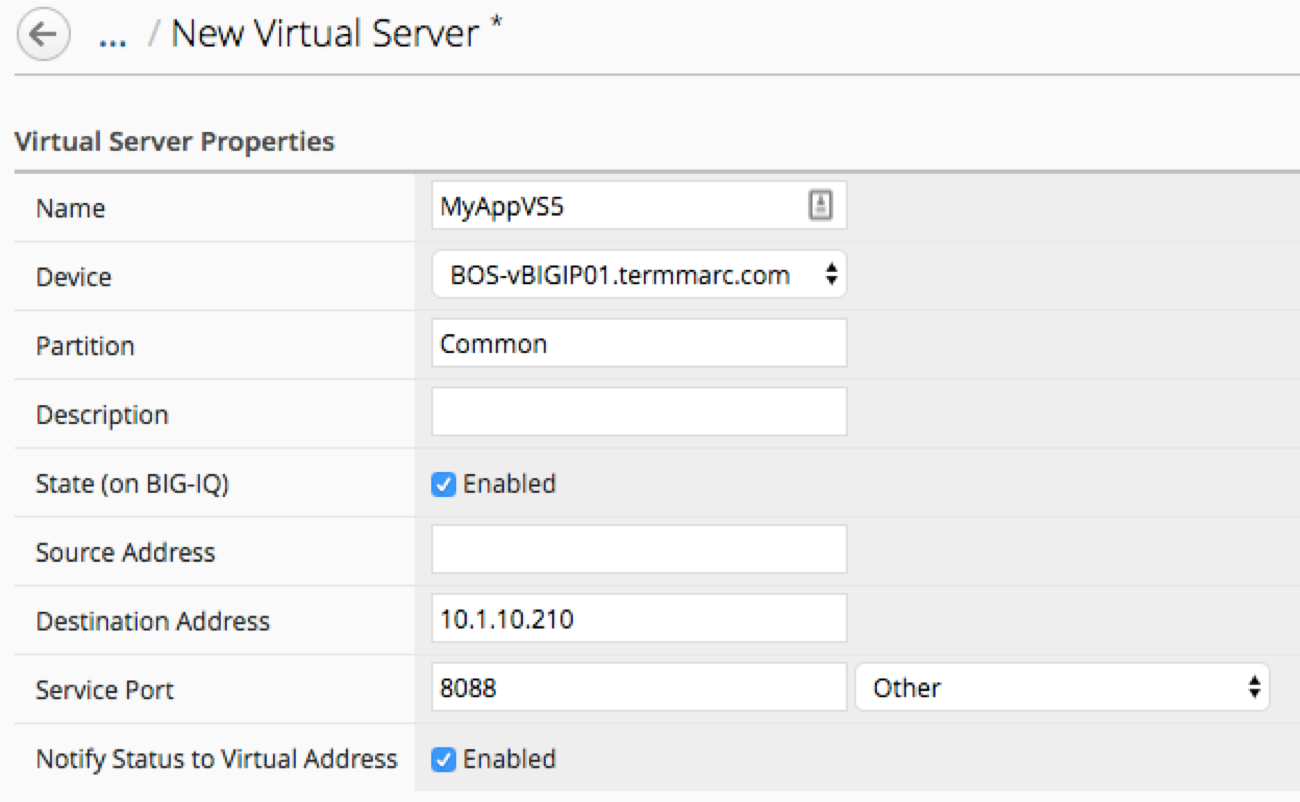 ... / New Virtual Server *
Virtual Server Properties
Name MyAppVS5
Device BOS-vBIGIP01.termmarc.com
Partition Common
Description
State (on BIG-IQ) Enabled
Source Address
Destination Address 10.1.10.210
Service Port 8088 Other
Notify Status to Virtual Address Enabled